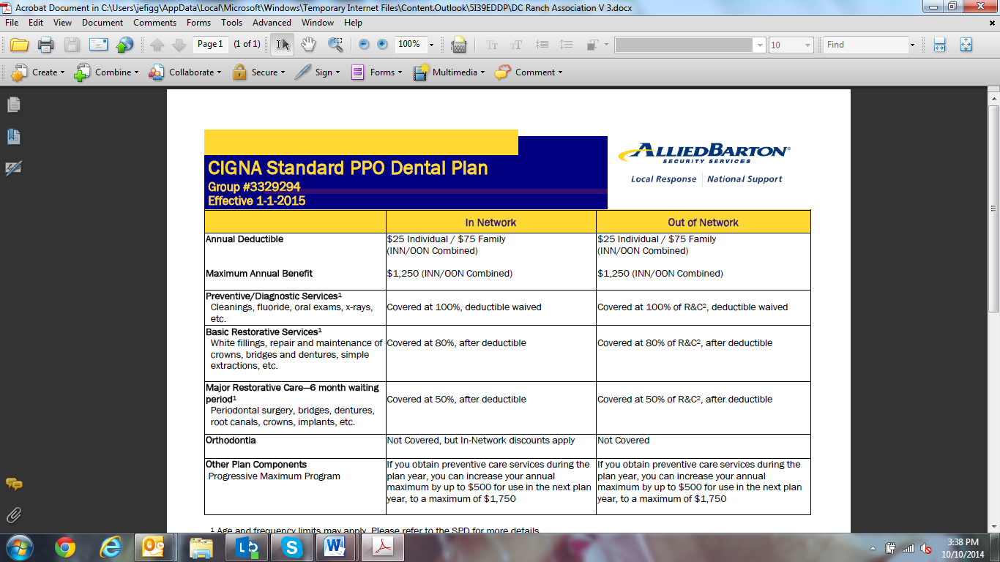 Acrobat Document in C:\Users\jefigg\AppData\Local\Microsoft\Windows\Temporary Internet Files\Content.Outlook\5I39EDDP\DC Ranch Association V 3.docx
File Edit View Document Comments Forms Tools Advanced Window Help
Page 1 (1 of 1) 100% 10 Find
Create Combine Collaborate Secure Sign Forms Multimedia Comment
CIGNA Standard PPO Dental Plan
Group #3329294
Effective 1-1-2015
ALLIEDBARTON®
SECURITY SERVICES
Local Response | National Support
In Network Out of Network
Annual Deductible
$25 Individual / $75 Family
(INN/OON Combined)
$25 Individual / $75 Family
(INN/OON Combined)
Maximum Annual Benefit
$1,250 (INN/OON Combined)
$1,250 (INN/OON Combined)
Preventive/Diagnostic Services¹
Cleanings, fluoride, oral exams, x-rays,
etc.
Covered at 100%, deductible waived
Covered at 100% of R&C², deductible waived
Basic Restorative Services¹
White fillings, repair and maintenance of
crowns, bridges and dentures, simple
extractions, etc.
Covered at 80%, after deductible
Covered at 80% of R&C², after deductible
Major Restorative Care—6 month waiting
period¹
Periodontal surgery, bridges, dentures,
root canals, crowns, implants, etc.
Covered at 50%, after deductible
Covered at 50% of R&C², after deductible
Orthodontia
Not Covered, but In-Network discounts apply
Not Covered
Other Plan Components
Progressive Maximum Program
If you obtain preventive care services during the
plan year, you can increase your annual
maximum by up to $500 for use in the next plan
year, to a maximum of $1,750
If you obtain preventive care services during the
plan year, you can increase your annual
maximum by up to $500 for use in the next plan
year, to a maximum of $1,750
¹ Age and frequency limits may apply. Please refer to the SPD for more details.
3:38 PM
10/10/2014